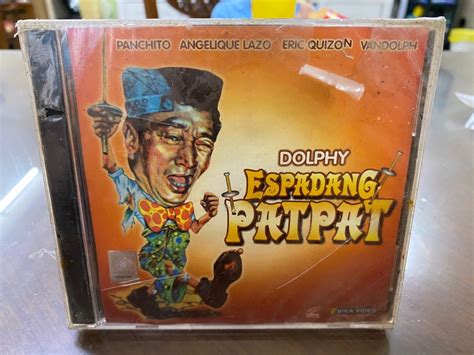 PANCHITO ANGELIQUE LAZO ERIC QUIZON VANDOLPH
DOLPHY
ESPADANG
PATPAT
VIVA VIDEO